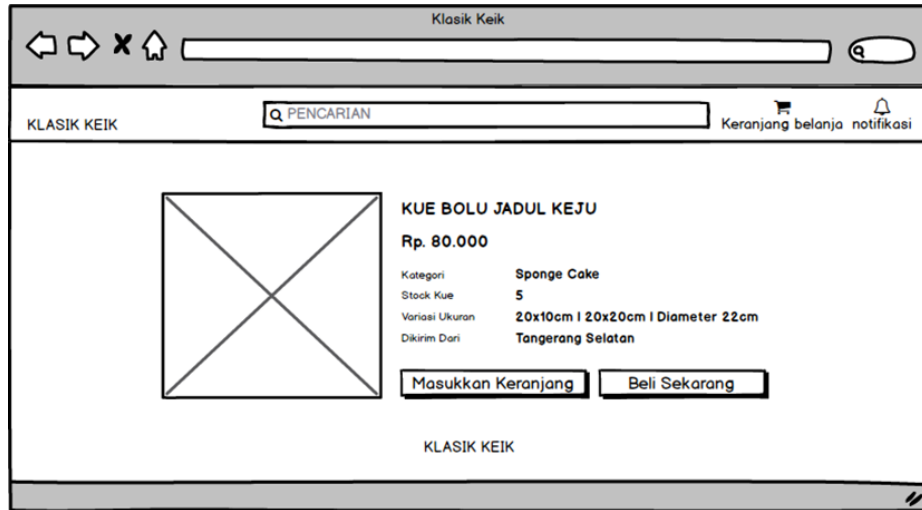 Klasik Keik
KLASIK KEIK
PENCARIAN
Keranjang belanja
notifikasi
KUE BOLU JADUL KEJU
Rp. 80.000
Kategori Sponge Cake
Stock Kue 5
Variasi Ukuran 20x10cm | 20x20cm | Diameter 22cm
Dikirim Dari Tangerang Selatan
Masukkan Keranjang
Beli Sekarang
KLASIK KEIK